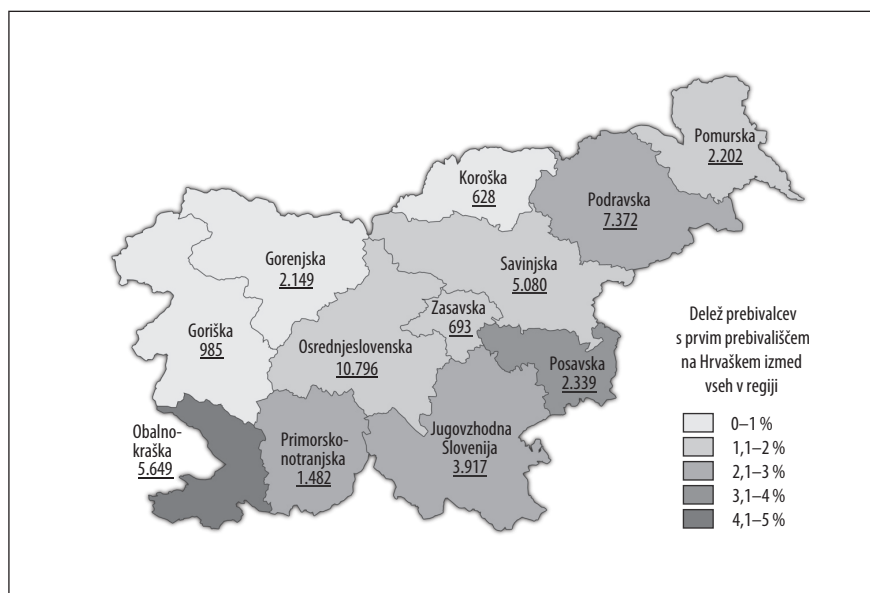 Pomurska
2.202
Koroška
628
Podravska
7.372
Gorenjska
2.149
Savinjska
5.080
Zasavska
693
Goriška
985
Osrednjeslovenska
10.796
Posavska
2.339
Obalno-
kraška
5.649
Primorsko-
notranjska
1.482
Jugovzhodna
Slovenija
3.917
Delež prebivalcev
s prvim prebivališčem
na Hrvaškem izmed
vseh v regiji
0–1 %
1,1–2 %
2,1–3 %
3,1–4 %
4,1–5 %